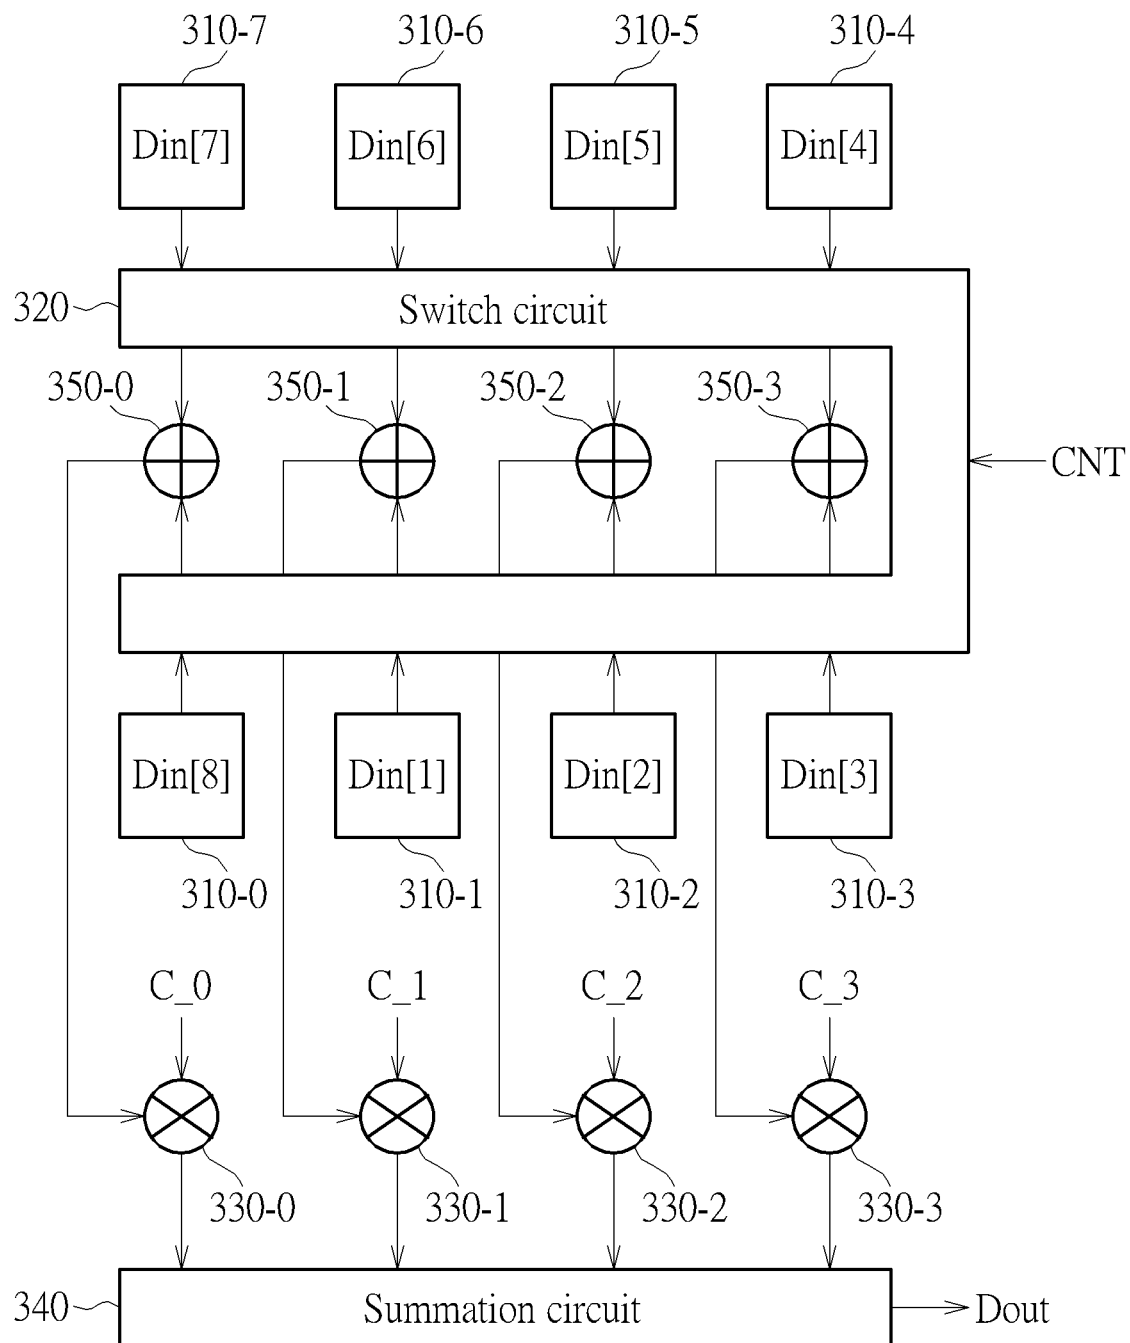 310-7 310-6 310-5 310-4
Din[7] Din[6] Din[5] Din[4]
320 Switch circuit
350-0 350-1 350-2 350-3
CNT
Din[8] Din[1] Din[2] Din[3]
310-0 310-1 310-2 310-3
C_0 C_1 C_2 C_3
330-0 330-1 330-2 330-3
340 Summation circuit Dout